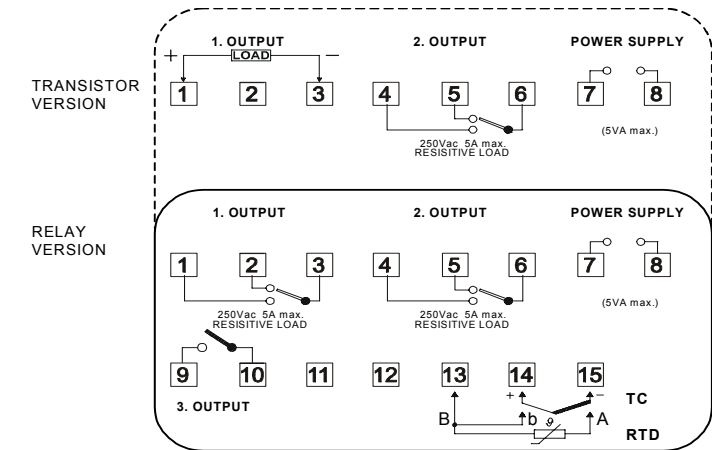 1. OUTPUT 2. OUTPUT POWER SUPPLY
+ LOAD −
TRANSISTOR
VERSION
1 2 3 4 5 6 7 8
250Vac 5A max.
RESISITIVE LOAD
(5VA max.)
1. OUTPUT 2. OUTPUT POWER SUPPLY
RELAY
VERSION
1 2 3 4 5 6 7 8
250Vac 5A max.
RESISITIVE LOAD
250Vac 5A max.
RESISITIVE LOAD
(5VA max.)
9 10 11 12 13 14 15
3. OUTPUT
+ − TC
B b ϑ A
RTD